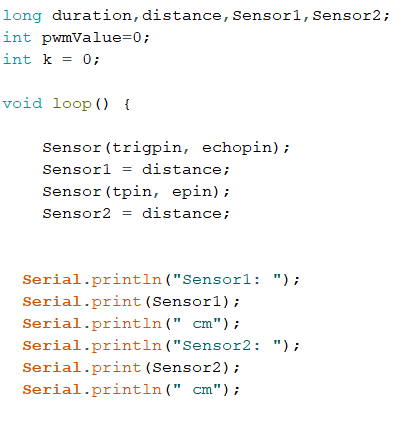 long duration,distance,Sensor1,Sensor2;
int pwmValue=0;
int k = 0;
void loop() {
Sensor(trigpin, echopin);
Sensor1 = distance;
Sensor(tpin, epin);
Sensor2 = distance;
Serial.println("Sensor1: ");
Serial.print(Sensor1);
Serial.println(" cm");
Serial.println("Sensor2: ");
Serial.print(Sensor2);
Serial.println(" cm");